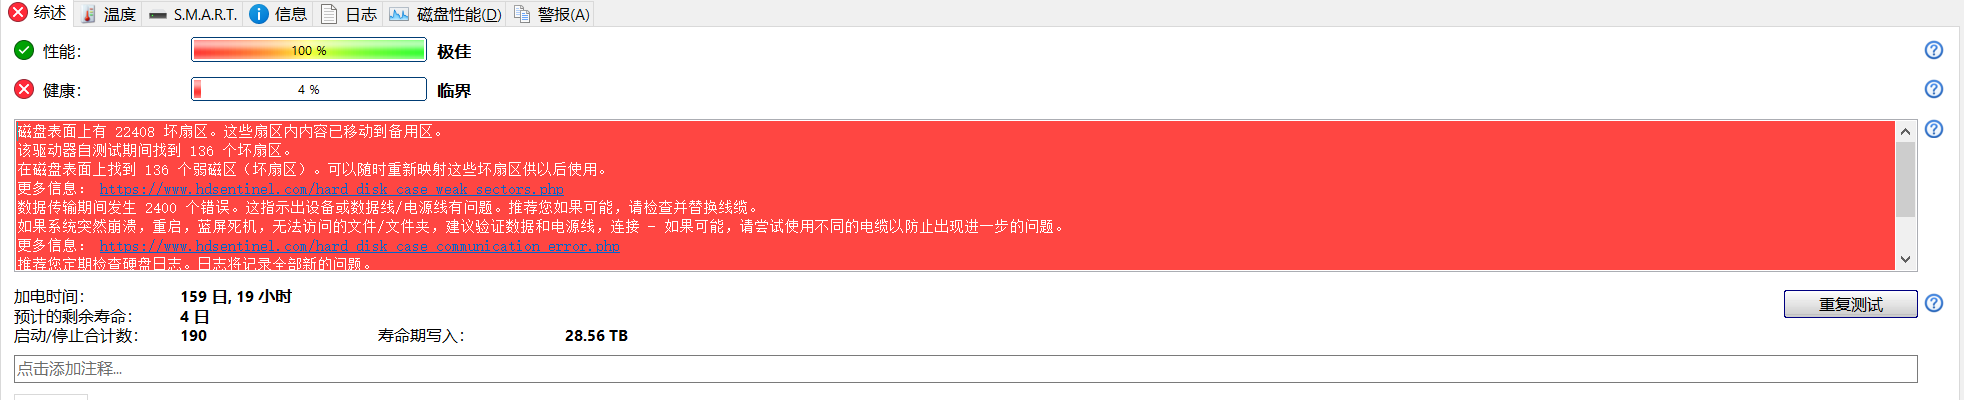 综述 温度 S.M.A.R.T. 信息 日志 磁盘性能(D) 警报(A)
性能： 100 % 极佳
健康： 4 % 临界
磁盘表面上有 22408 坏扇区。这些扇区内内容已移动到备用区。
该驱动器自测试期间找到 136 个坏扇区。
在磁盘表面上找到 136 个弱磁区（坏扇区）。可以随时重新映射这些坏扇区供以后使用。
更多信息： https://www.hdsentinel.com/hard_disk_case_weak_sectors.php
数据传输期间发生 2400 个错误。这指示出设备或数据线/电源线有问题。推荐您如果可能，请检查并替换线缆。
如果系统突然崩溃，重启，蓝屏死机，无法访问的文件/文件夹，建议验证数据和电源线，连接 - 如果可能，请尝试使用不同的电缆以防止出现进一步的问题。
更多信息： https://www.hdsentinel.com/hard_disk_case_communication_error.php
推荐您定期检查硬盘日志。日志将记录全部新的问题。
加电时间： 159 日, 19 小时 重复测试
预计的剩余寿命： 4 日
启动/停止合计数： 190 寿命期写入： 28.56 TB
点击添加注释...